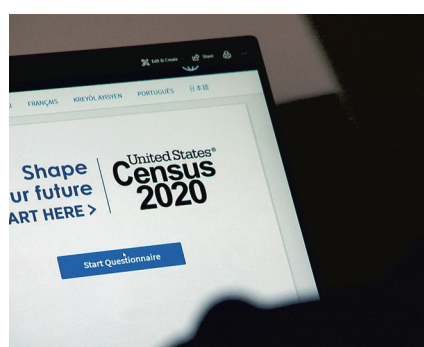 Edit & Create Share
FRANÇAIS KREYÒL AYISYEN PORTUGUÊS 日本語
Shape
ur future
ART HERE >
United States®
Census
2020
Start Questionnaire